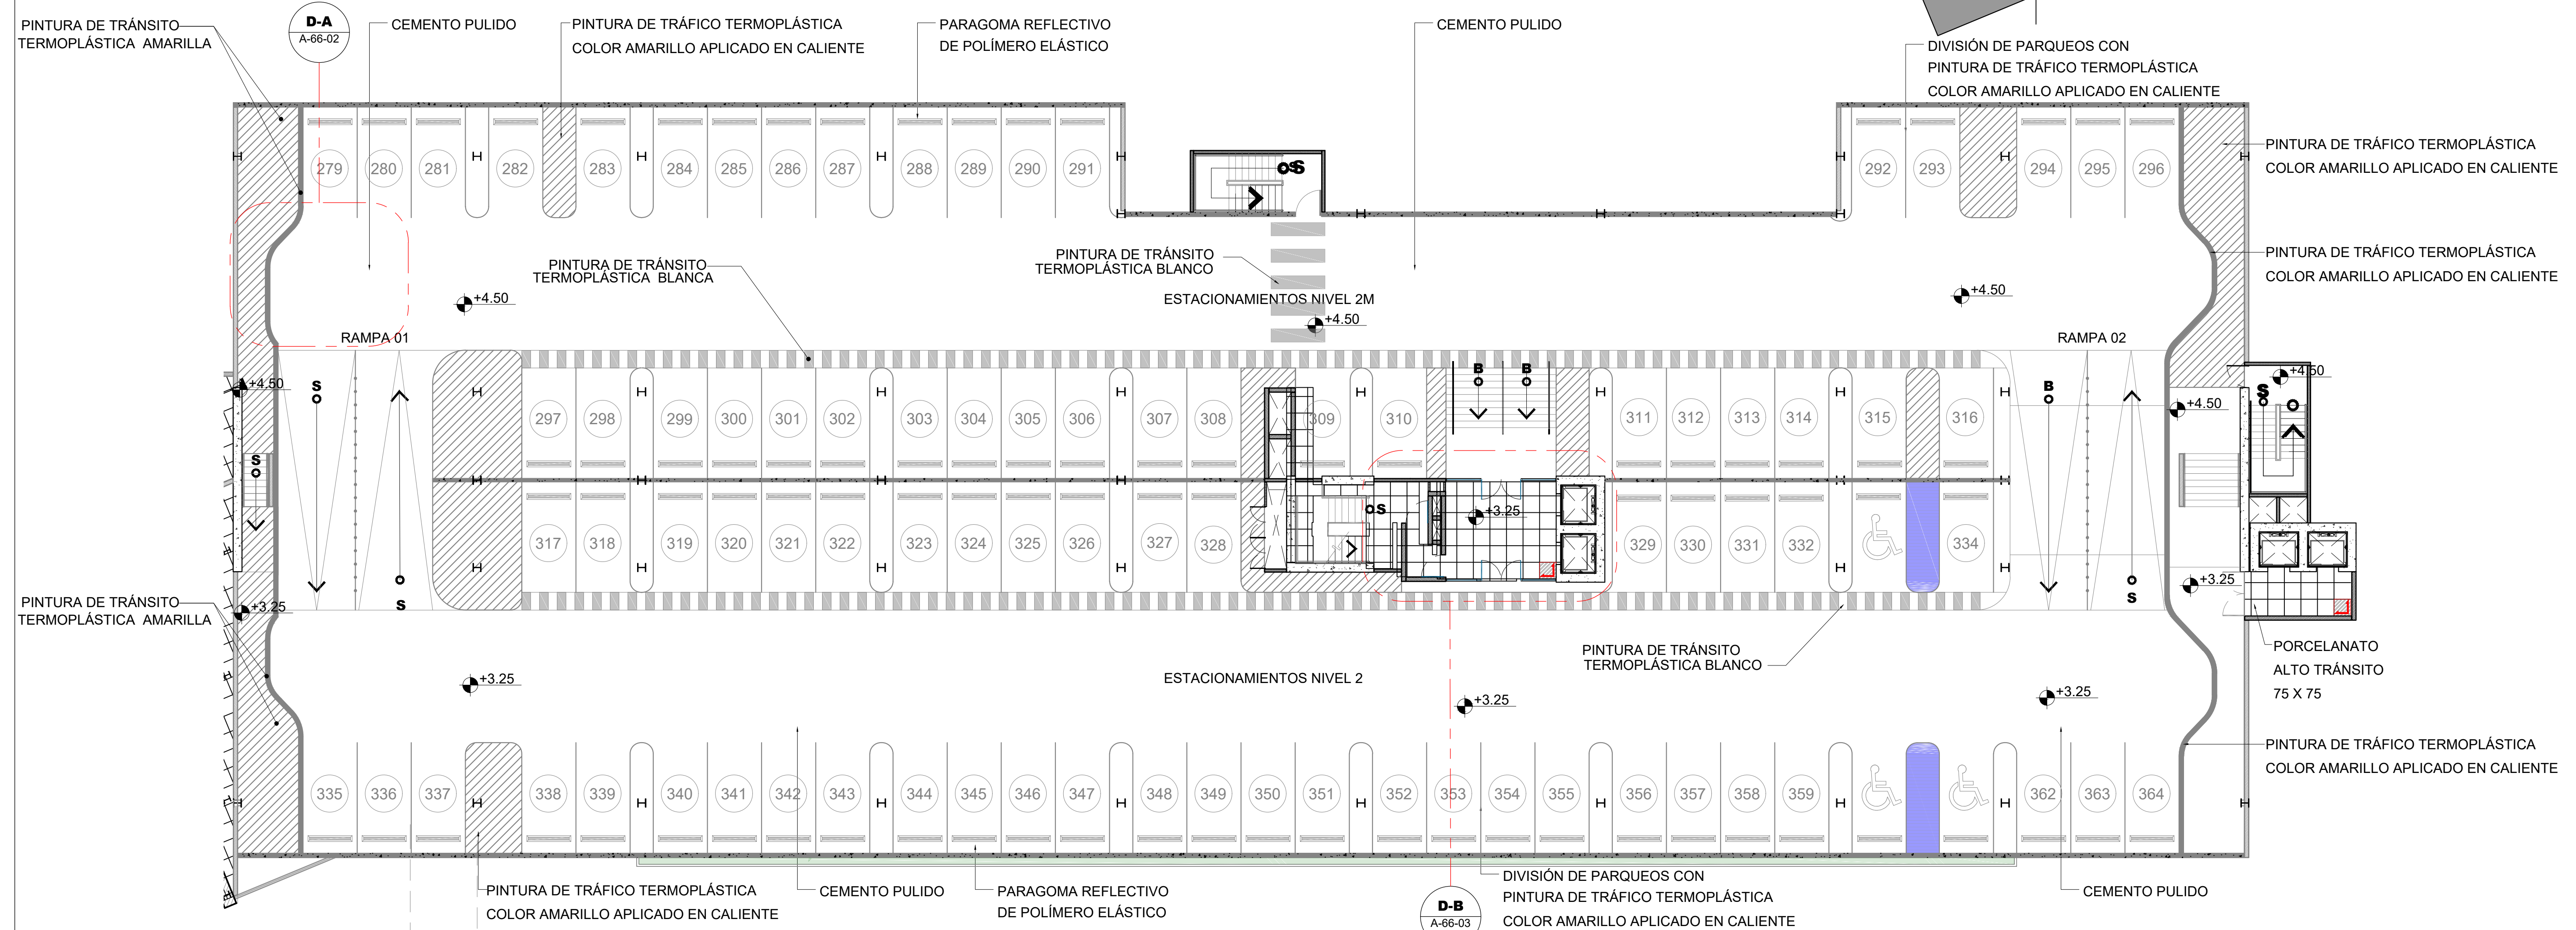 PINTURA DE TRÁNSITO
TERMOPLÁSTICA AMARILLA
D-A
A-66-02
CEMENTO PULIDO
PINTURA DE TRÁFICO TERMOPLÁSTICA
COLOR AMARILLO APLICADO EN CALIENTE
PARAGOMA REFLECTIVO
DE POLÍMERO ELÁSTICO
CEMENTO PULIDO
DIVISIÓN DE PARQUEOS CON
PINTURA DE TRÁFICO TERMOPLÁSTICA
COLOR AMARILLO APLICADO EN CALIENTE
PINTURA DE TRÁFICO TERMOPLÁSTICA
COLOR AMARILLO APLICADO EN CALIENTE
279 280 281 282 283 284 285 286 287 288 289 290 291
S
292 293 294 295 296
PINTURA DE TRÁFICO TERMOPLÁSTICA
COLOR AMARILLO APLICADO EN CALIENTE
PINTURA DE TRÁNSITO
TERMOPLÁSTICA BLANCA
PINTURA DE TRÁNSITO
TERMOPLÁSTICA BLANCO
+4.50
ESTACIONAMIENTOS NIVEL 2M
+4.50
+4.50
RAMPA 01
RAMPA 02
+4.50
S
B
B
B
+4.50
S
+4.50
297 298 299 300 301 302 303 304 305 306 307 308 309 310 311 312 313 314 315 316
S
S
+3.25
317 318 319 320 321 322 323 324 325 326 327 328 329 330 331 332 334
+3.25
S
S
PINTURA DE TRÁNSITO
TERMOPLÁSTICA AMARILLA
+3.25
PORCELANATO
ALTO TRÁNSITO
75 X 75
PINTURA DE TRÁNSITO
TERMOPLÁSTICA BLANCO
ESTACIONAMIENTOS NIVEL 2
+3.25
+3.25
+3.25
PINTURA DE TRÁFICO TERMOPLÁSTICA
COLOR AMARILLO APLICADO EN CALIENTE
335 336 337 338 339 340 341 342 343 344 345 346 347 348 349 350 351 352 353 354 355 356 357 358 359 362 363 364
PINTURA DE TRÁFICO TERMOPLÁSTICA
COLOR AMARILLO APLICADO EN CALIENTE
CEMENTO PULIDO
PARAGOMA REFLECTIVO
DE POLÍMERO ELÁSTICO
D-B
A-66-03
DIVISIÓN DE PARQUEOS CON
PINTURA DE TRÁFICO TERMOPLÁSTICA
COLOR AMARILLO APLICADO EN CALIENTE
CEMENTO PULIDO